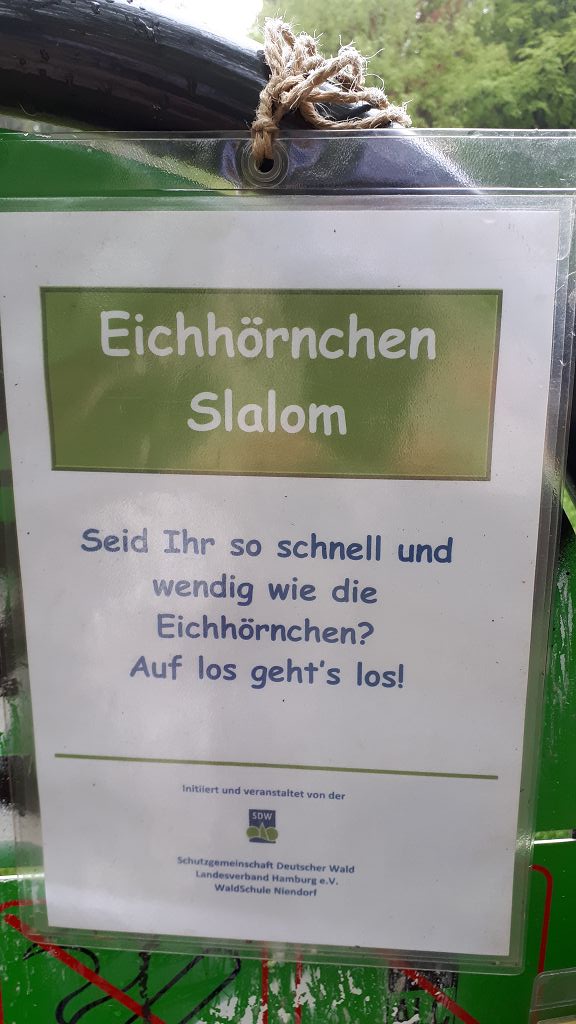 Eichhörnchen
Slalom
Seid Ihr so schnell und
wendig wie die
Eichhörnchen?
Auf los geht's los!
Initiiert und veranstaltet von der
SDW
Schutzgemeinschaft Deutscher Wald
Landesverband Hamburg e.V.
WaldSchule Niendorf